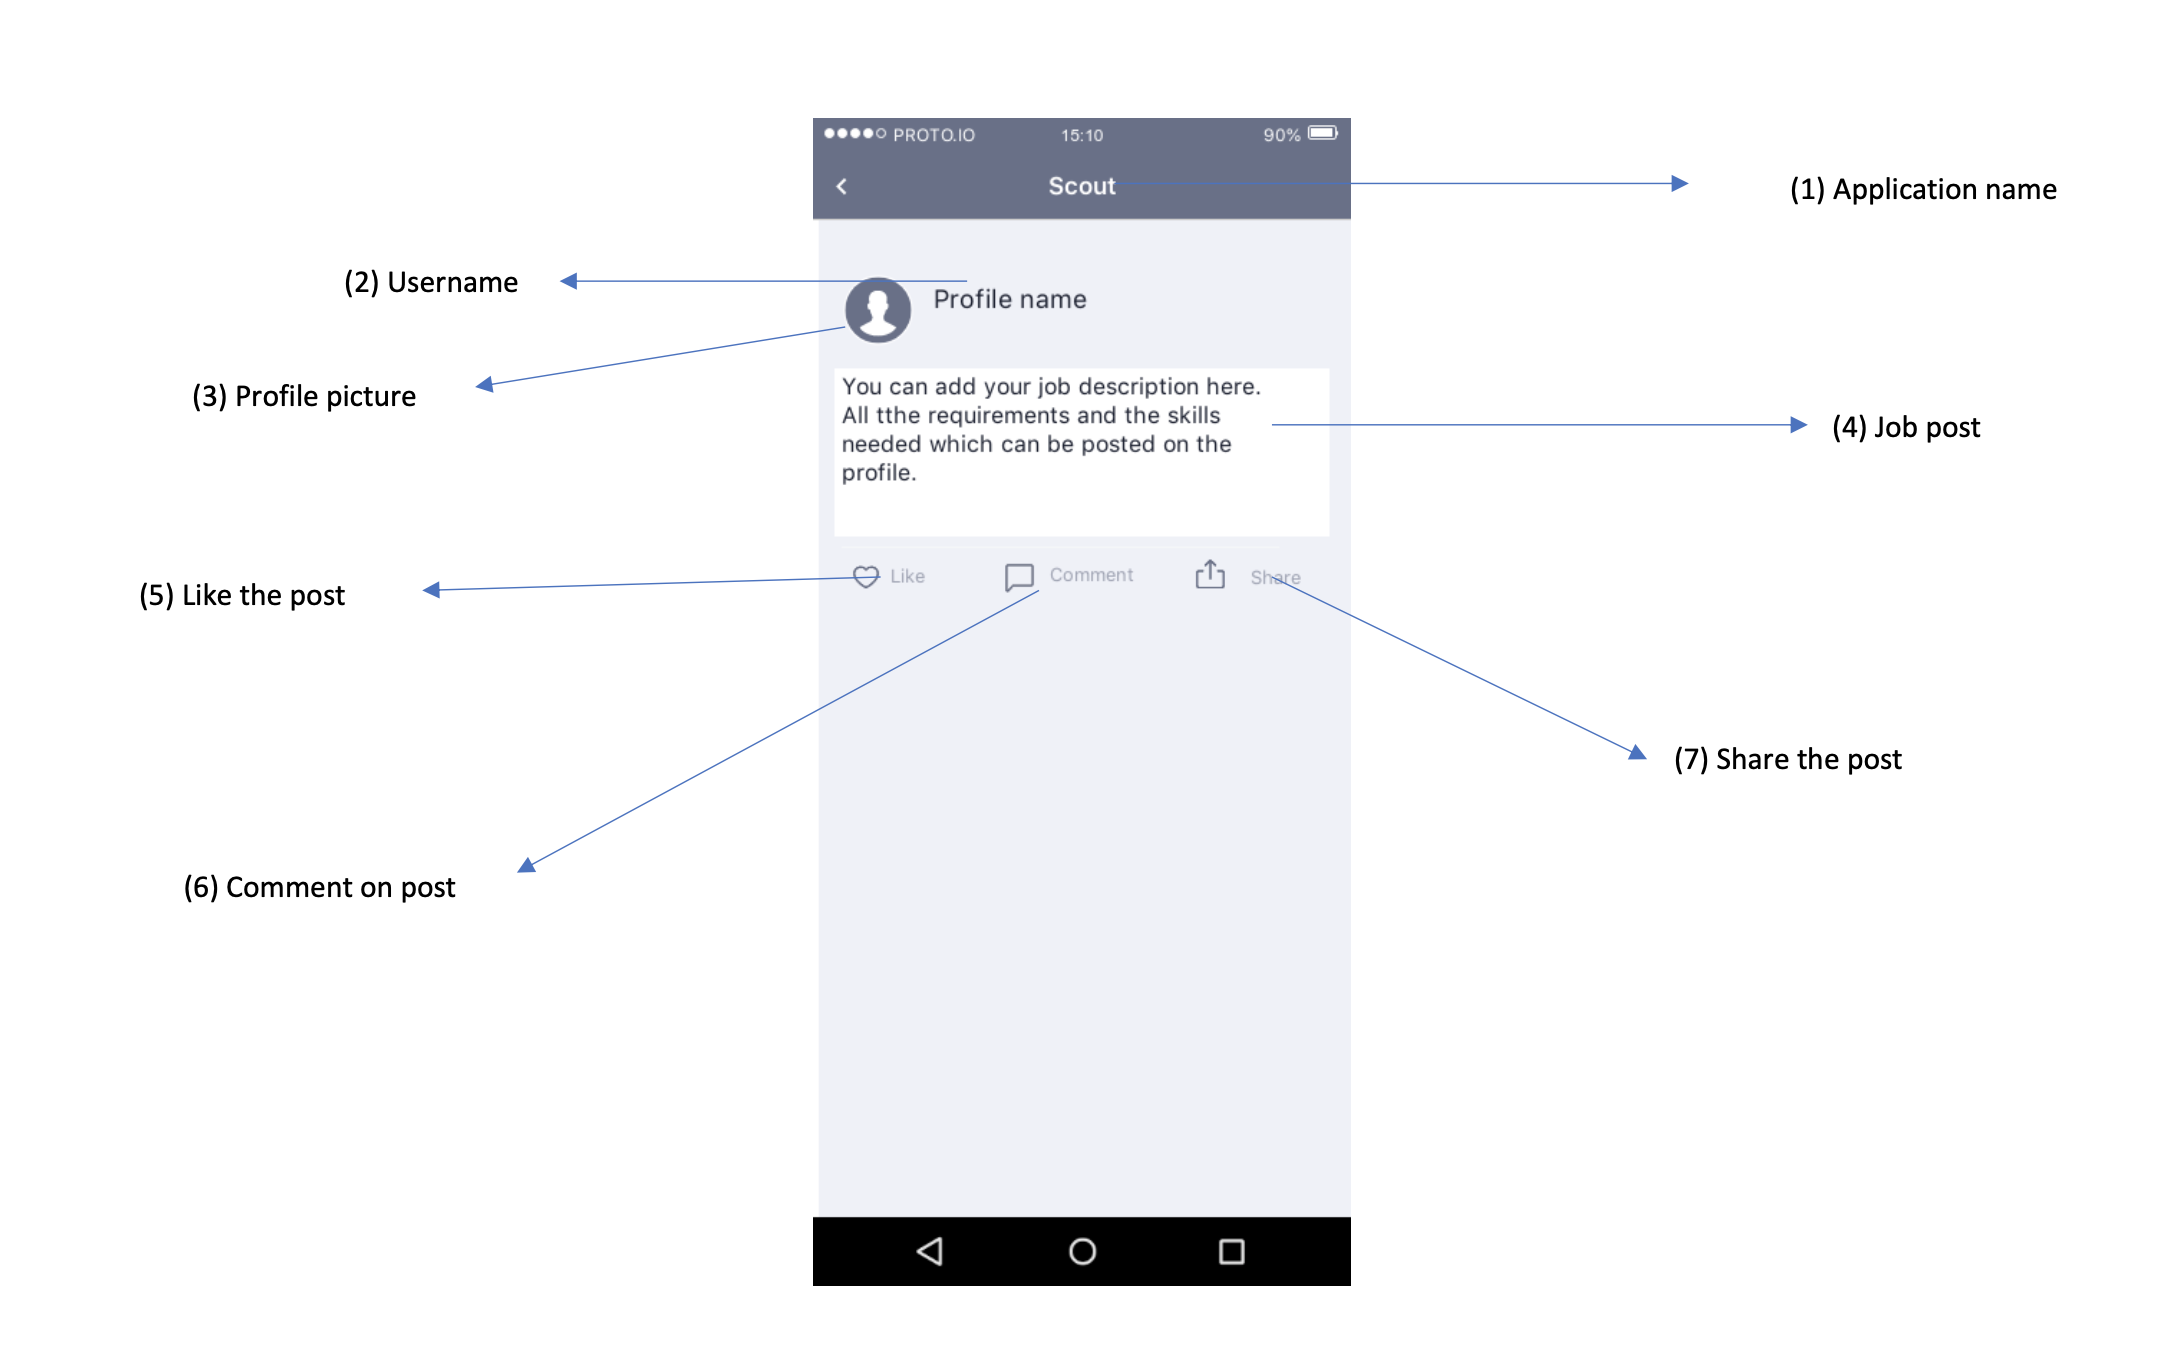 PROTO.IO 15:10 90%
Scout
(1) Application name
(2) Username
Profile name
(3) Profile picture
You can add your job description here.
All tthe requirements and the skills
needed which can be posted on the
profile.
(4) Job post
Like Comment Share
(5) Like the post
(7) Share the post
(6) Comment on post